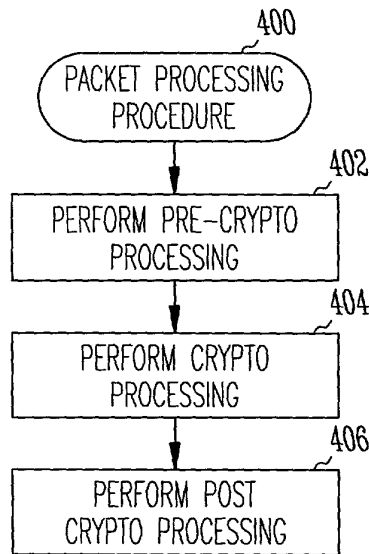 400
PACKET PROCESSING
PROCEDURE
402
PERFORM PRE-CRYPTO
PROCESSING
404
PERFORM CRYPTO
PROCESSING
406
PERFORM POST
CRYPTO PROCESSING